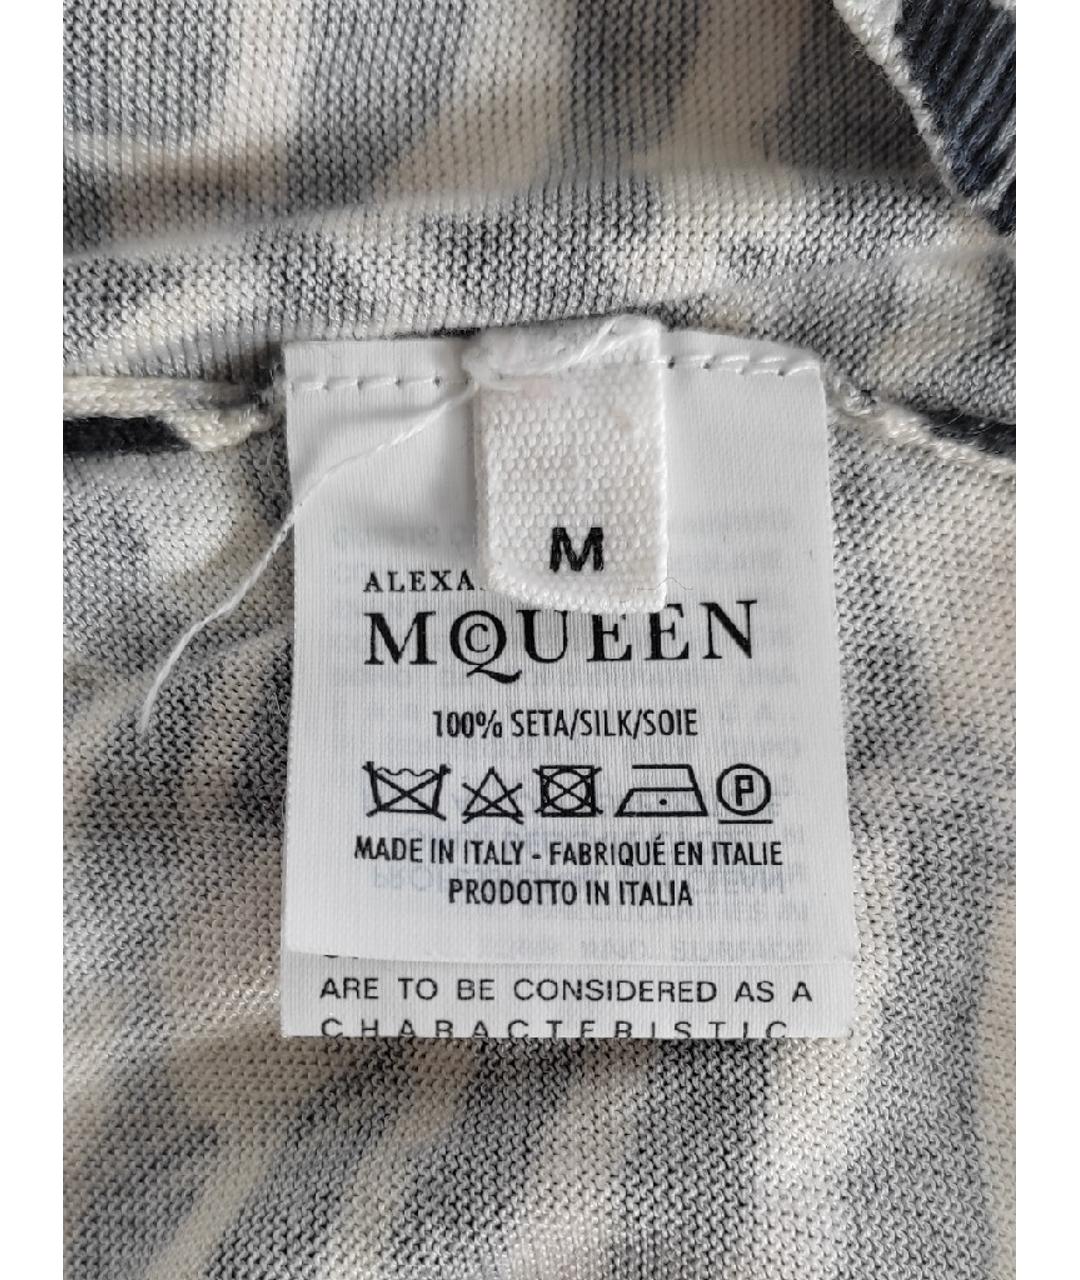 M
ALEXA
MCQUEEN
100% SETA/SILK/SOIE
P
MADE IN ITALY - FABRIQUÉ EN ITALIE
PRODOTTO IN ITALIA
ARE TO BE CONSIDERED AS A
CHARACTERISTIC